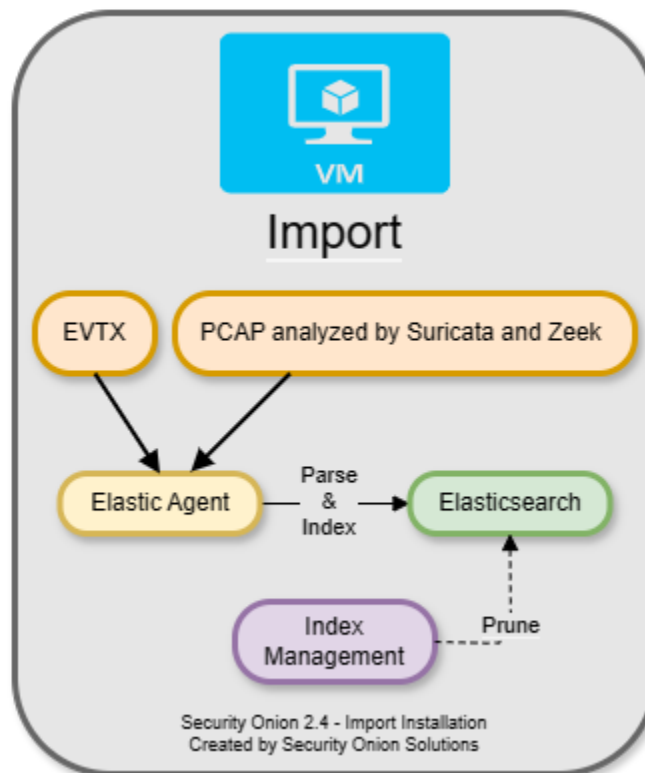 VM
Import
EVTX
PCAP analyzed by Suricata and Zeek
Elastic Agent
Parse
&
Index
Elasticsearch
Index
Management
Prune
Security Onion 2.4 - Import Installation
Created by Security Onion Solutions